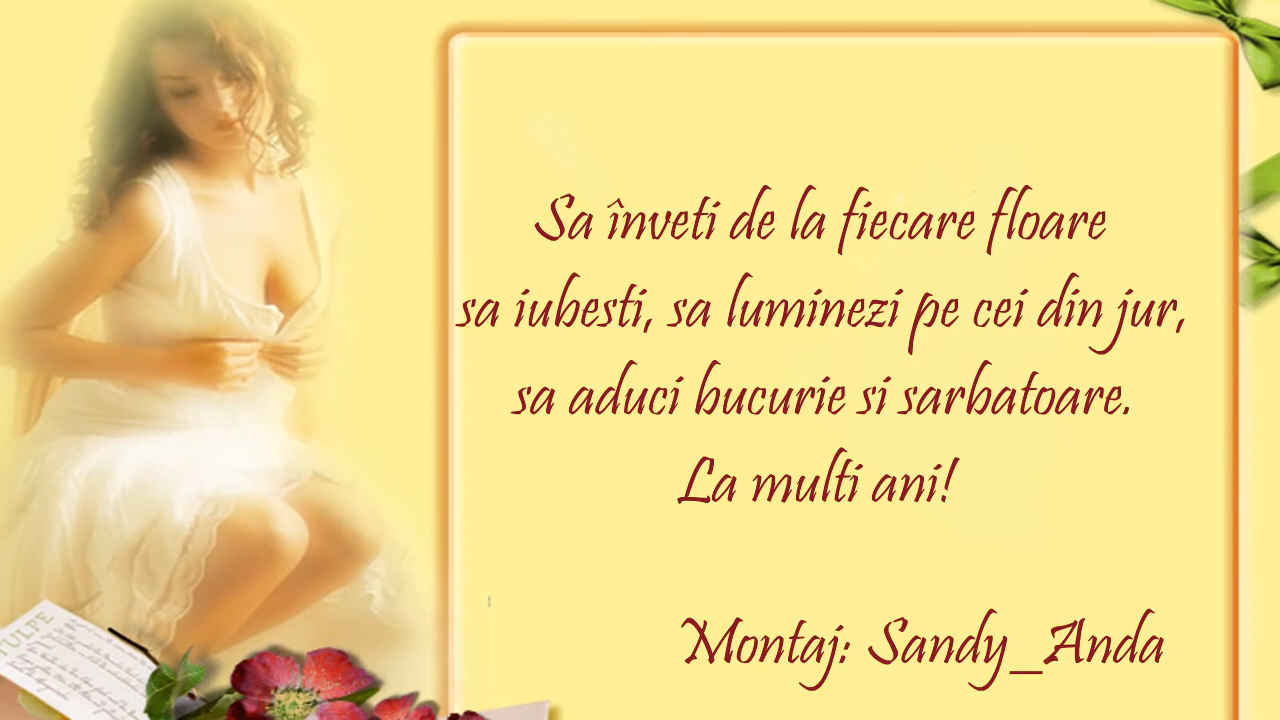 Sa înveti de la fiecare floare
sa iubesti, sa luminezi pe cei din jur,
sa aduci bucurie si sarbatoare.
La multi ani!
Montaj: Sandy_Anda